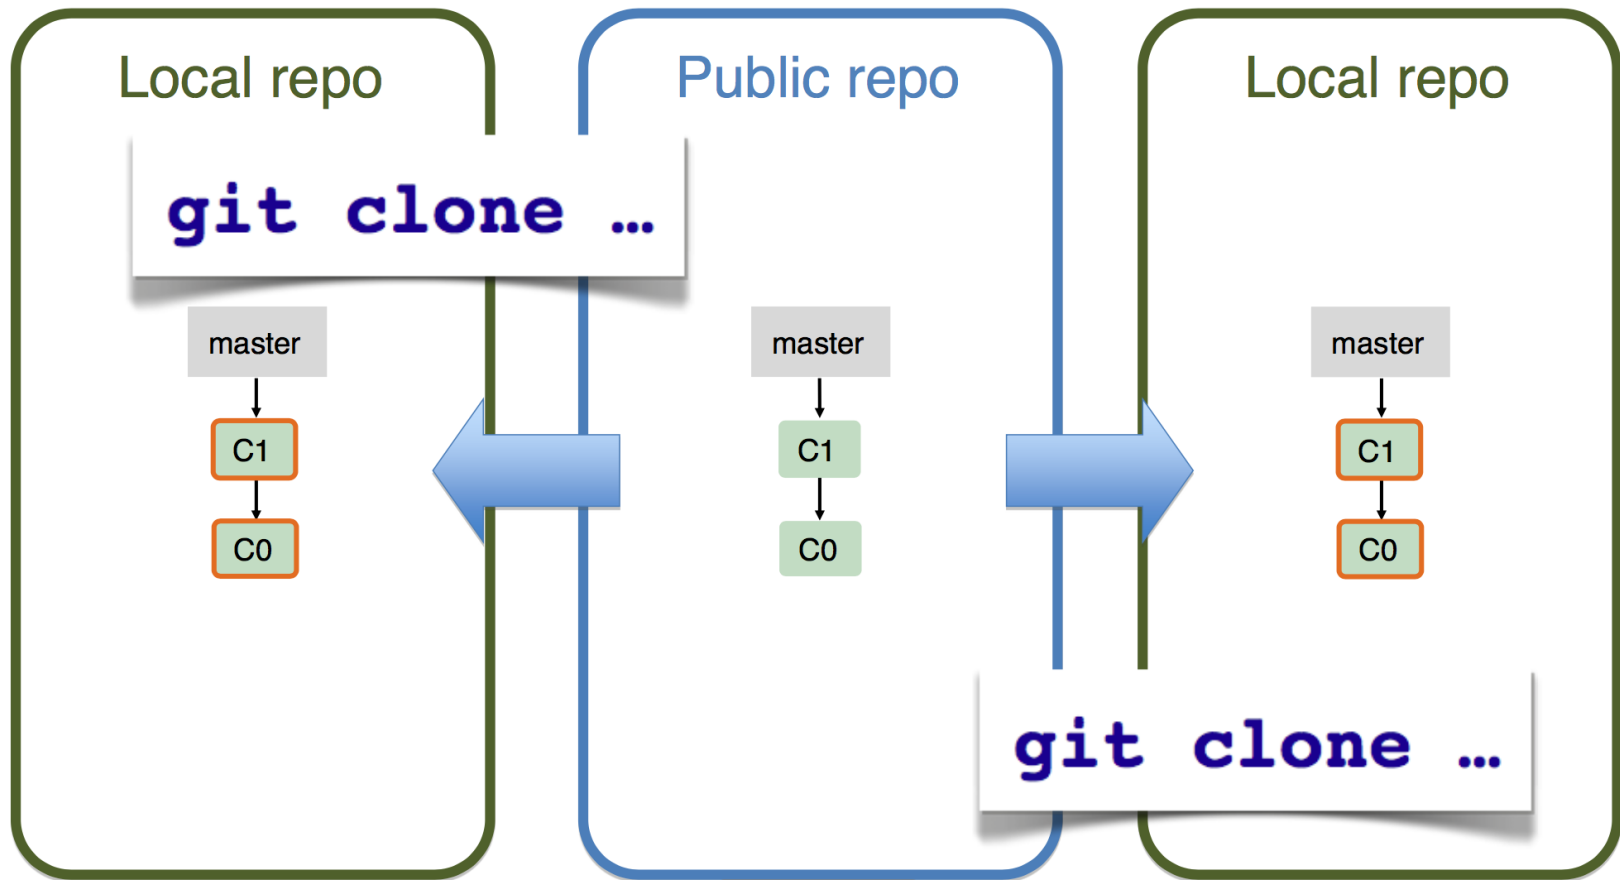 Local repo
Public repo
Local repo
git clone …
master
master
master
C1
C1
C1
C0
C0
C0
git clone …